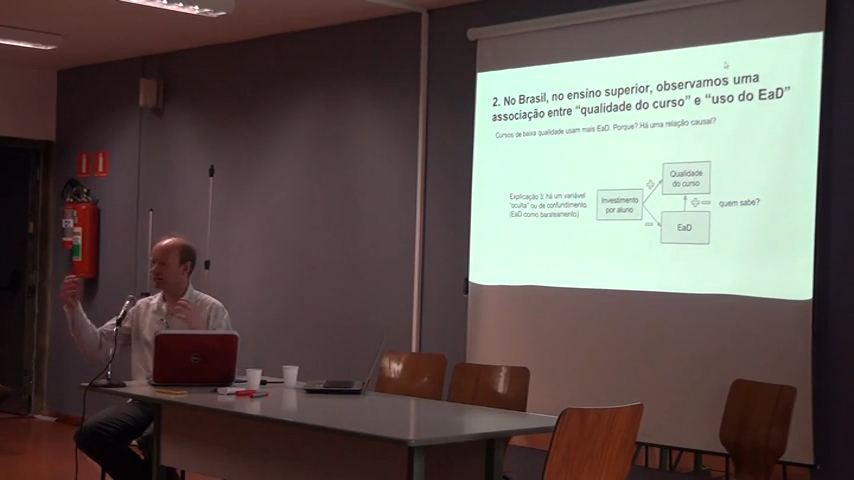 2. No Brasil, no ensino superior, observamos uma
associação entre “qualidade do curso” e “uso do EaD”
Cursos de baixa qualidade usam mais EaD. Porque? Há uma relação causal?
Explicação 3: há um variável
“oculta” ou de confundimento.
(EaD como barateamento)
Investimento
por aluno
Qualidade
do curso
quem sabe?
EaD
DELL